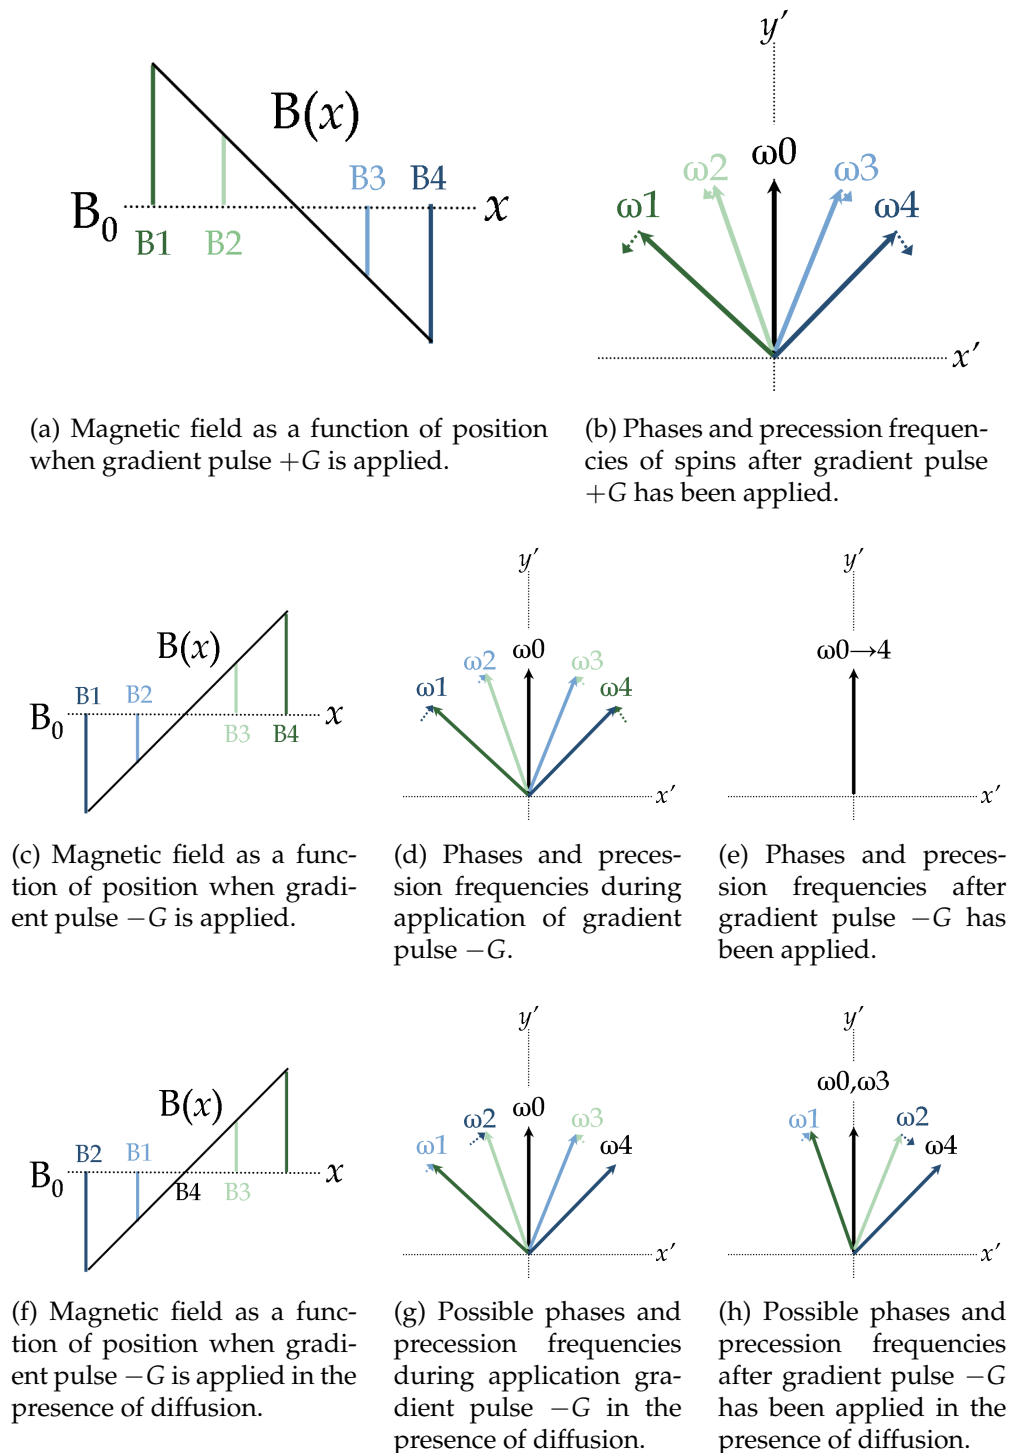 y′
B(x)
ω0
ω2
ω3
B3
B4
ω1
ω4
B₀
x
B1
B2
x′
(a) Magnetic field as a function of position
when gradient pulse +G is applied.
(b) Phases and precession frequen-
cies of spins after gradient pulse
+G has been applied.
y′
y′
B(x)
ω2
ω0
ω3
ω0→4
B1
B2
ω1
ω4
B₀
x
B3
B4
x′
x′
(c) Magnetic field as a func-
tion of position when gradi-
ent pulse −G is applied.
(d) Phases and preces-
sion frequencies during
application of gradient
pulse −G.
(e) Phases and preces-
sion frequencies after
gradient pulse −G has
been applied.
y′
y′
B(x)
ω0
ω0,ω3
ω2
ω3
ω1
ω2
B2
B1
ω1
ω4
ω4
B₀
x
B4
B3
x′
x′
(f) Magnetic field as a func-
tion of position when gradi-
ent pulse −G is applied in the
presence of diffusion.
(g) Possible phases and
precession frequencies
during application gra-
dient pulse −G in the
presence of diffusion.
(h) Possible phases and
precession frequencies
after gradient pulse −G
has been applied in the
presence of diffusion.